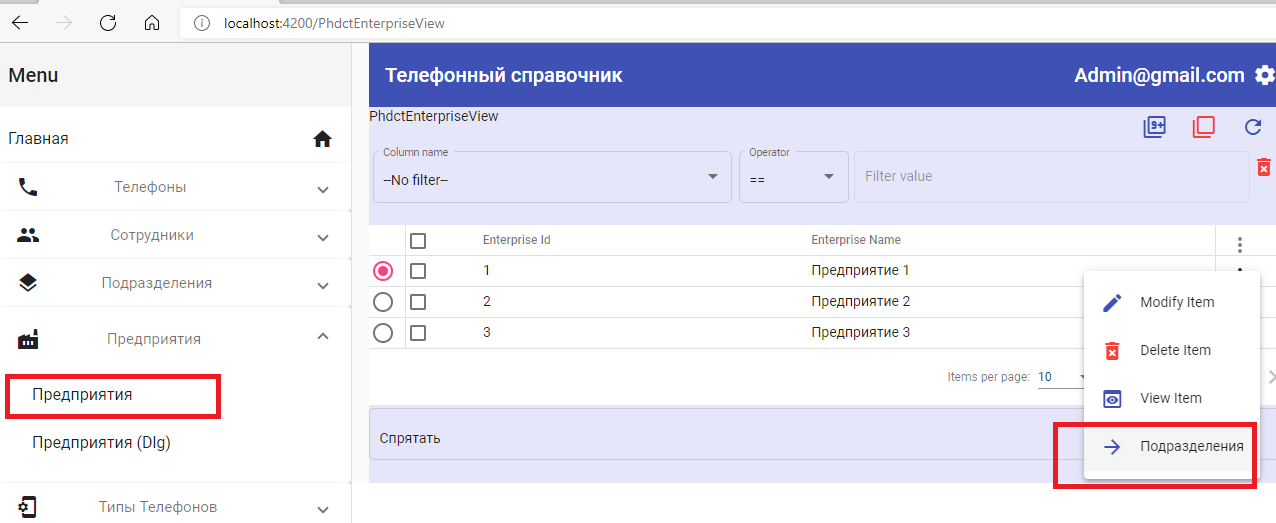 localhost:4200/PhdctEnterpriseView
Menu
Телефонный справочник
Admin@gmail.com
PhdctEnterpriseView
9+
Главная
Column name
--No filter--
Operator
==
Filter value
Телефоны
Сотрудники
Подразделения
Предприятия
Предприятия
Предприятия (Dlg)
Типы Телефонов
Enterprise Id Enterprise Name
1 Предприятие 1
2 Предприятие 2
3 Предприятие 3
Items per page: 10
Спрятать
Modify Item
Delete Item
View Item
Подразделения